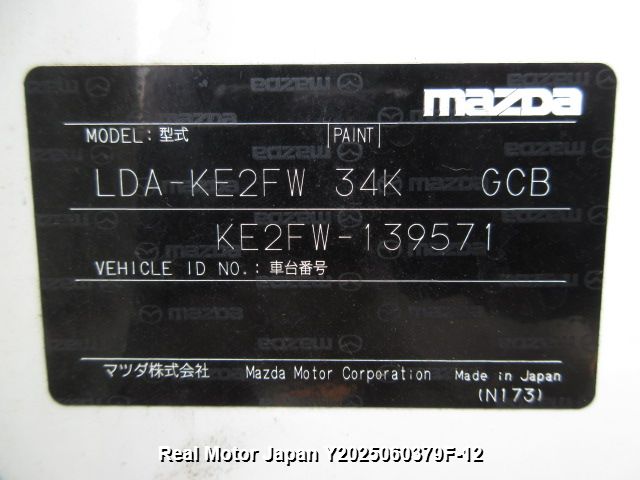 mazda
MODEL: 型式 PAINT
LDA-KE2FW 34K GCB
KE2FW-139571
VEHICLE ID NO.: 車台番号
マツダ株式会社 Mazda Motor Corporation Made in Japan
(N173)
Real Motor Japan Y2025060379F-12